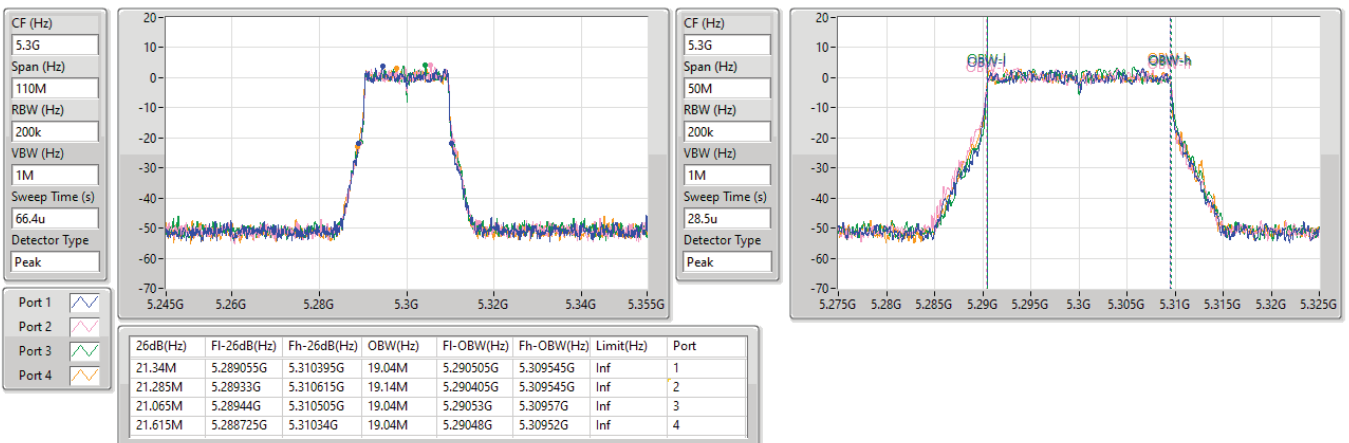 CF (Hz)
5.3G
Span (Hz)
110M
RBW (Hz)
200k
VBW (Hz)
1M
Sweep Time (s)
66.4u
Detector Type
Peak
20
10
0
-10
-20
-30
-40
-50
-60
-70
5.245G 5.26G 5.28G 5.3G 5.32G 5.34G 5.355G
CF (Hz)
5.3G
Span (Hz)
50M
RBW (Hz)
200k
VBW (Hz)
1M
Sweep Time (s)
28.5u
Detector Type
Peak
20
10
0
-10
-20
-30
-40
-50
-60
-70
OBW-l OBW-h
5.275G 5.28G 5.285G 5.29G 5.295G 5.3G 5.305G 5.31G 5.315G 5.32G 5.325G
Port 1
Port 2
Port 3
Port 4
26dB(Hz) Fl-26dB(Hz) Fh-26dB(Hz) OBW(Hz) Fl-OBW(Hz) Fh-OBW(Hz) Limit(Hz) Port
21.34M 5.289055G 5.310395G 19.04M 5.290505G 5.309545G Inf 1
21.285M 5.28933G 5.310615G 19.14M 5.290405G 5.309545G Inf 2
21.065M 5.28944G 5.310505G 19.04M 5.29053G 5.30957G Inf 3
21.615M 5.288725G 5.31034G 19.04M 5.29048G 5.30952G Inf 4